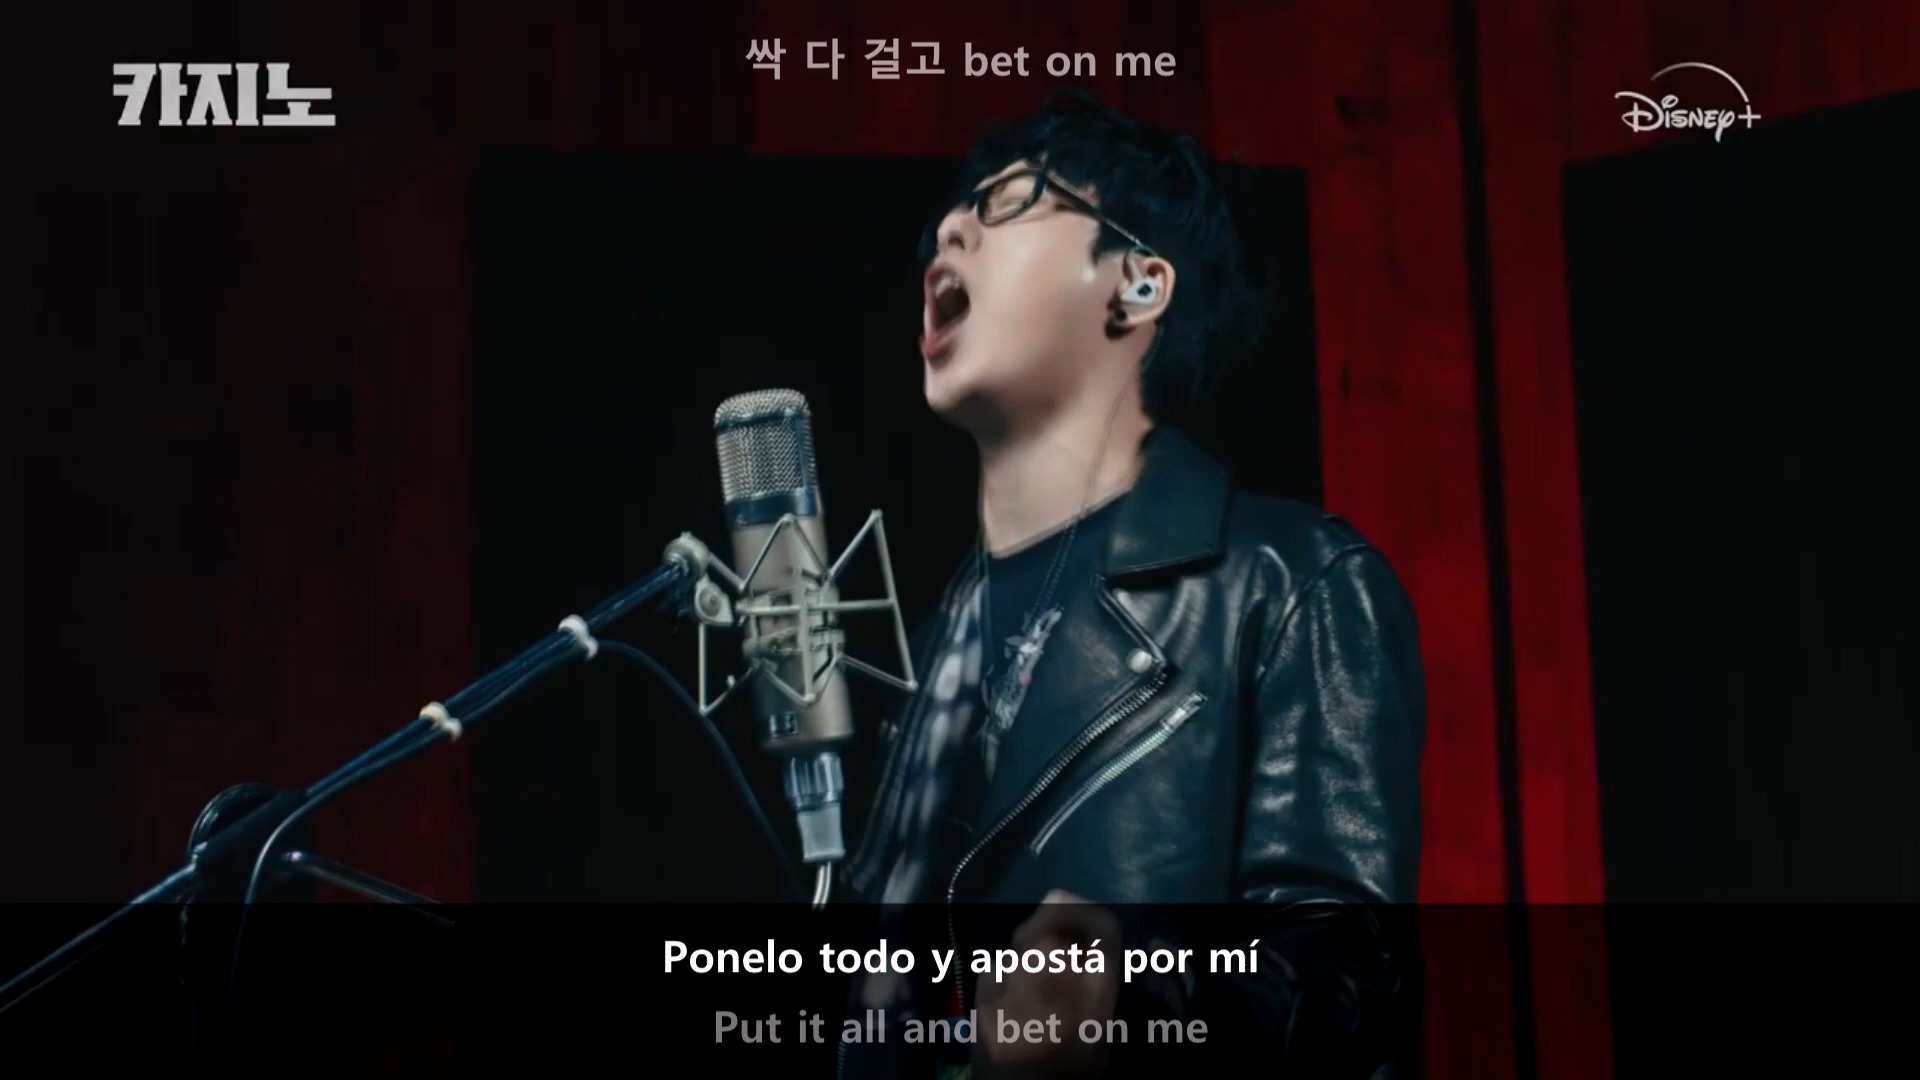 싹 다 걸고 bet on me
카지노
Disney+
Ponelo todo y apostá por mí
Put it all and bet on me